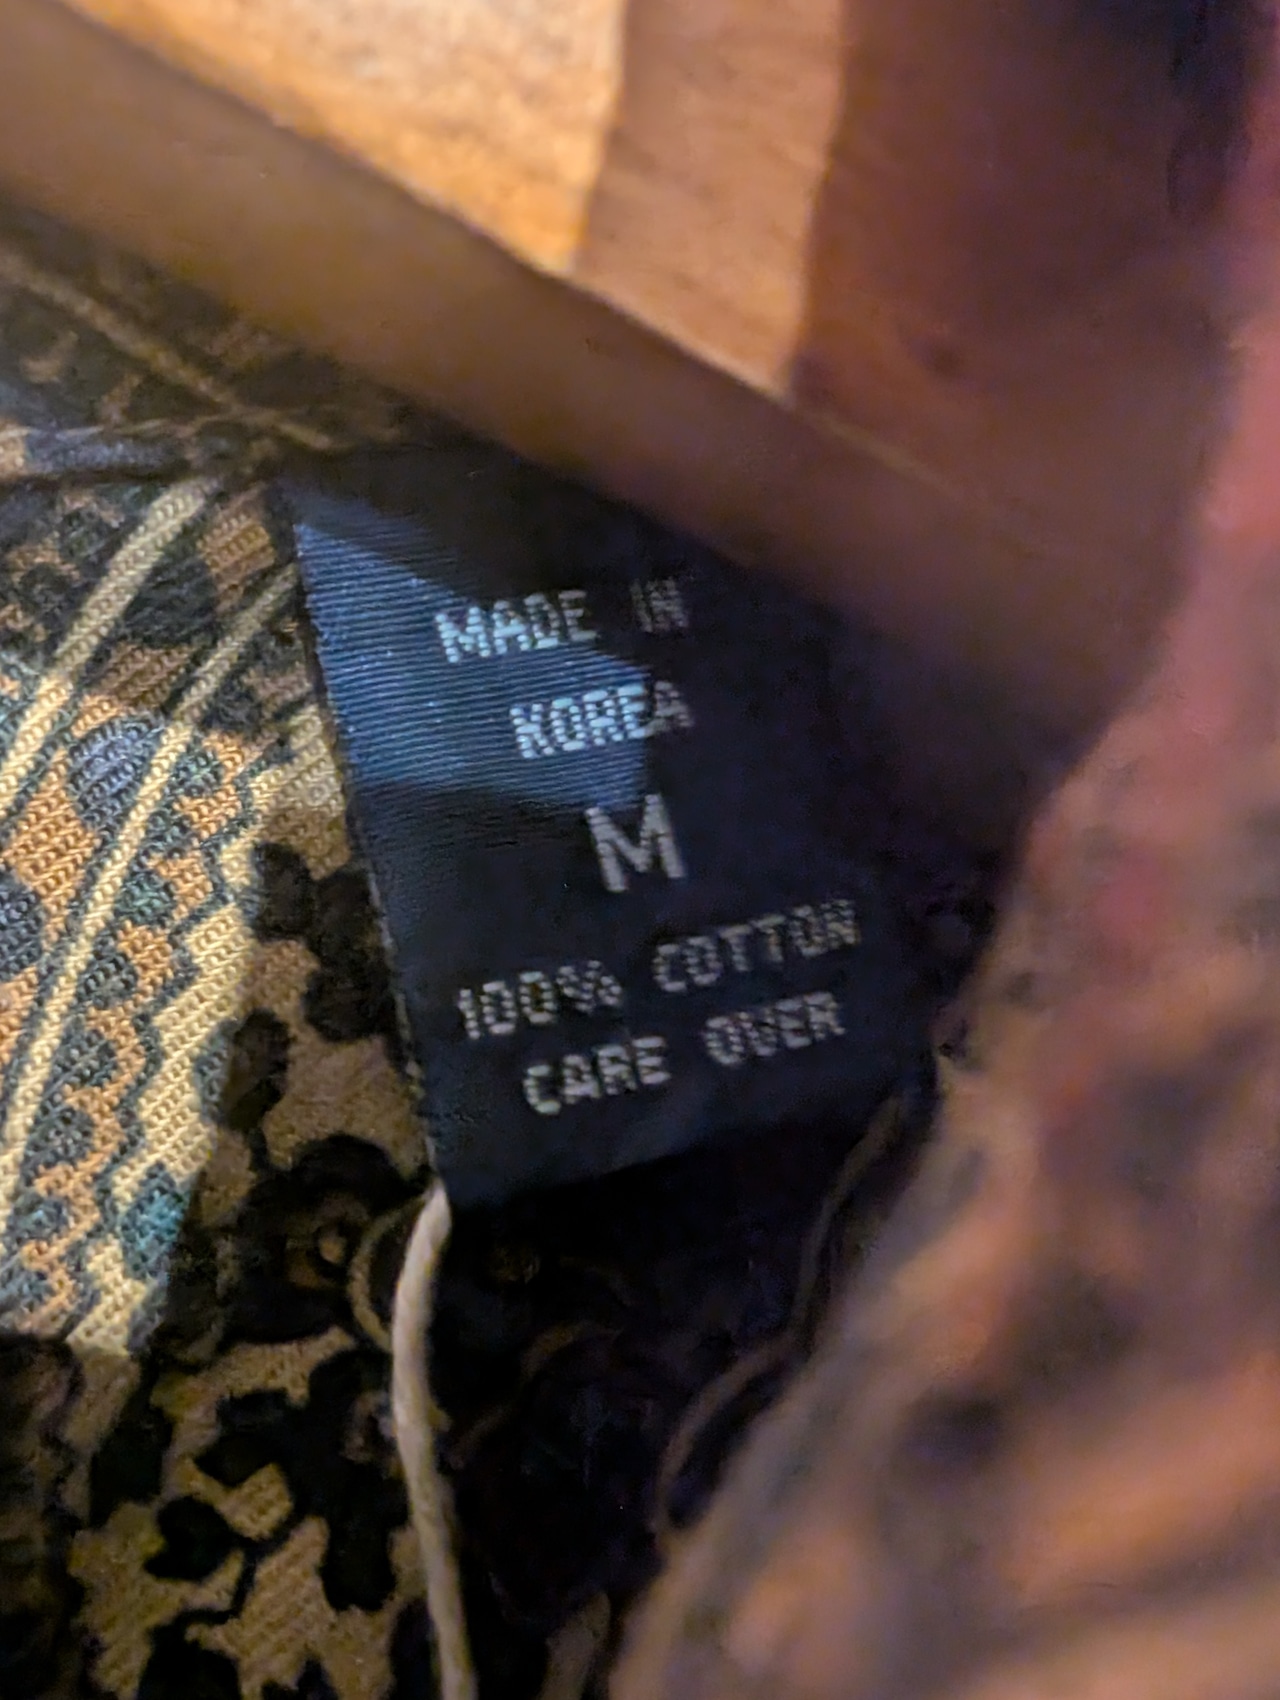 MADE IN
KOREA
M
100% COTTON
CARE OVER